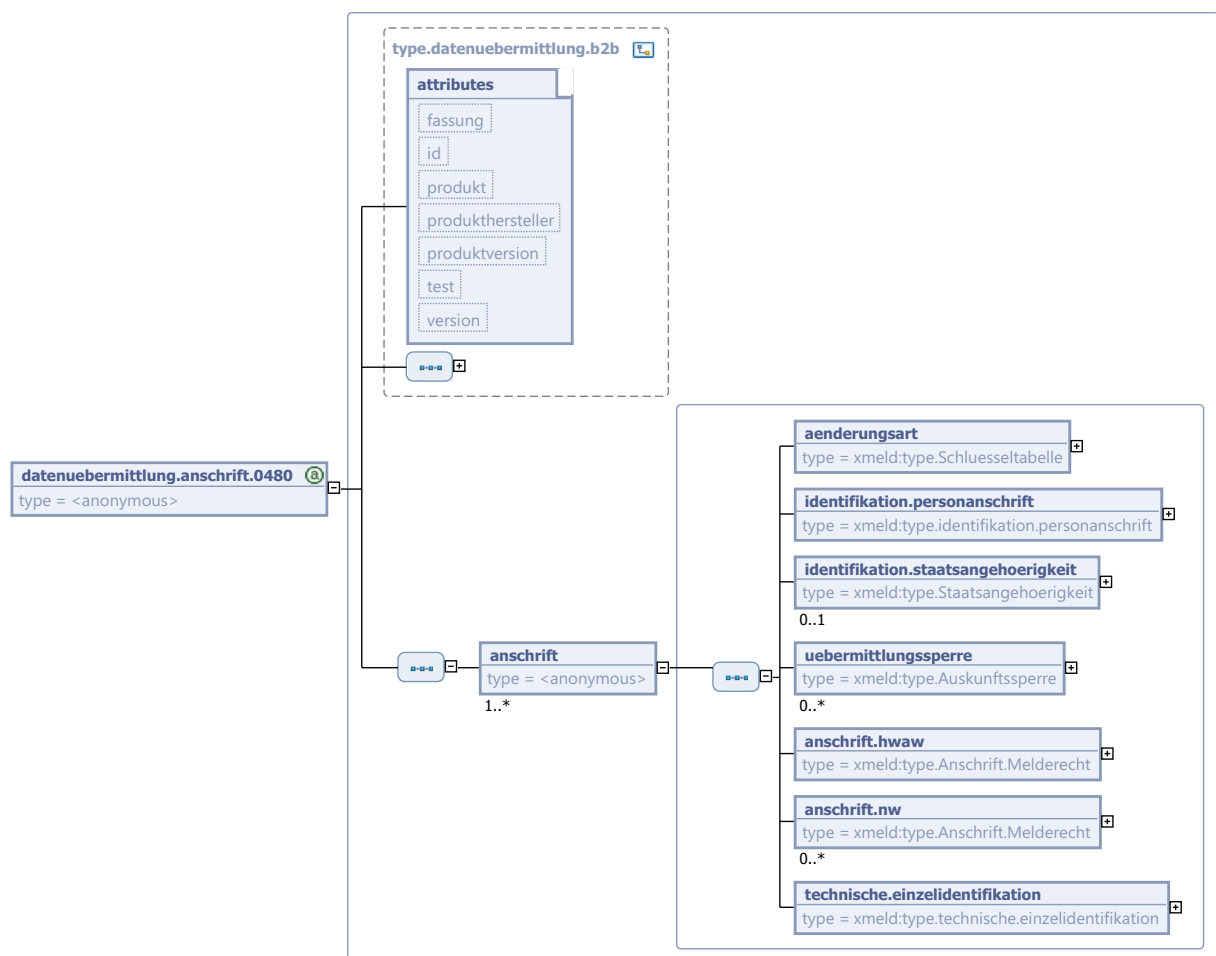 type.datenuebermittlung.b2b
attributes
fassung
id
produkt
produkthersteller
produktversion
test
version
datenuebermittlung.anschrift.0480
type = <anonymous>
anschrift
type = <anonymous>
1..*
aenderungsart
type = xmeld:type.Schluesseltabelle
identifikation.personanschrift
type = xmeld:type.identifikation.personanschrift
identifikation.staatsangehoerigkeit
type = xmeld:type.Staatsangehoerigkeit
0..1
uebermittlungssperre
type = xmeld:type.Auskunftssperre
0..*
anschrift.hwaw
type = xmeld:type.Anschrift.Melderecht
anschrift.nw
type = xmeld:type.Anschrift.Melderecht
0..*
technische.einzelidentifikation
type = xmeld:type.technische.einzelidentifikation